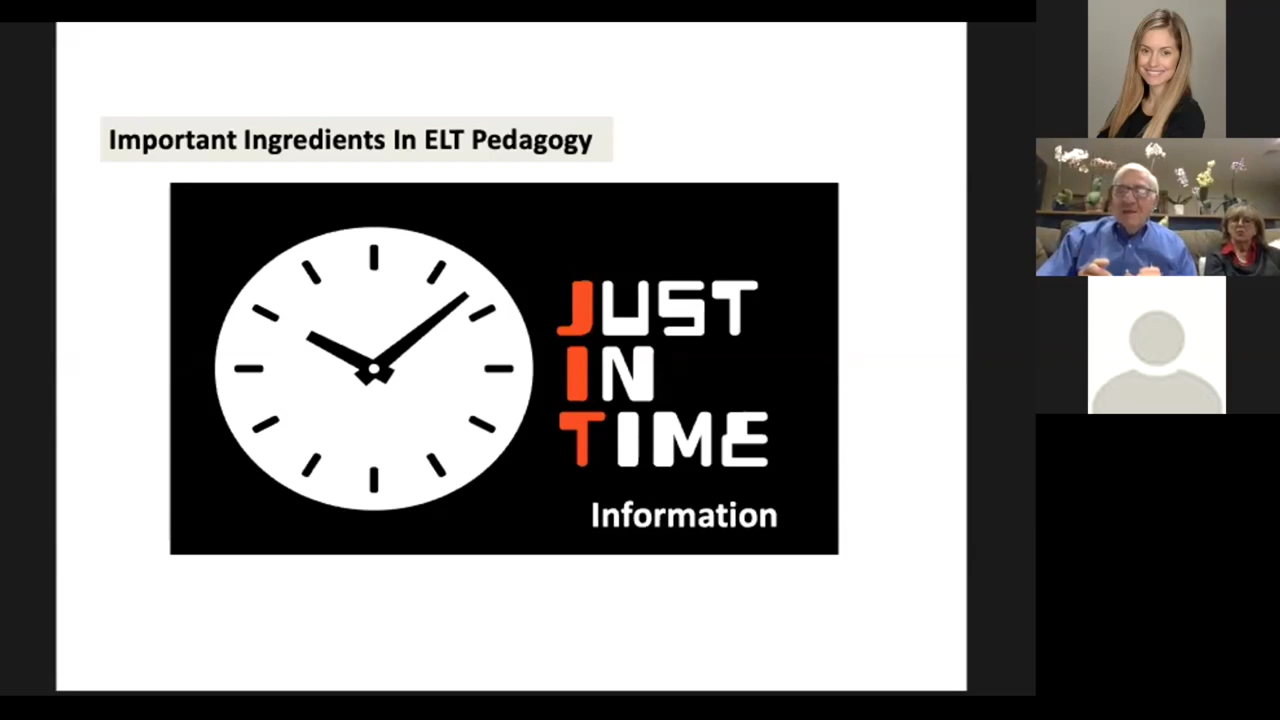 Important Ingredients In ELT Pedagogy
JUST
IN
TIME
Information